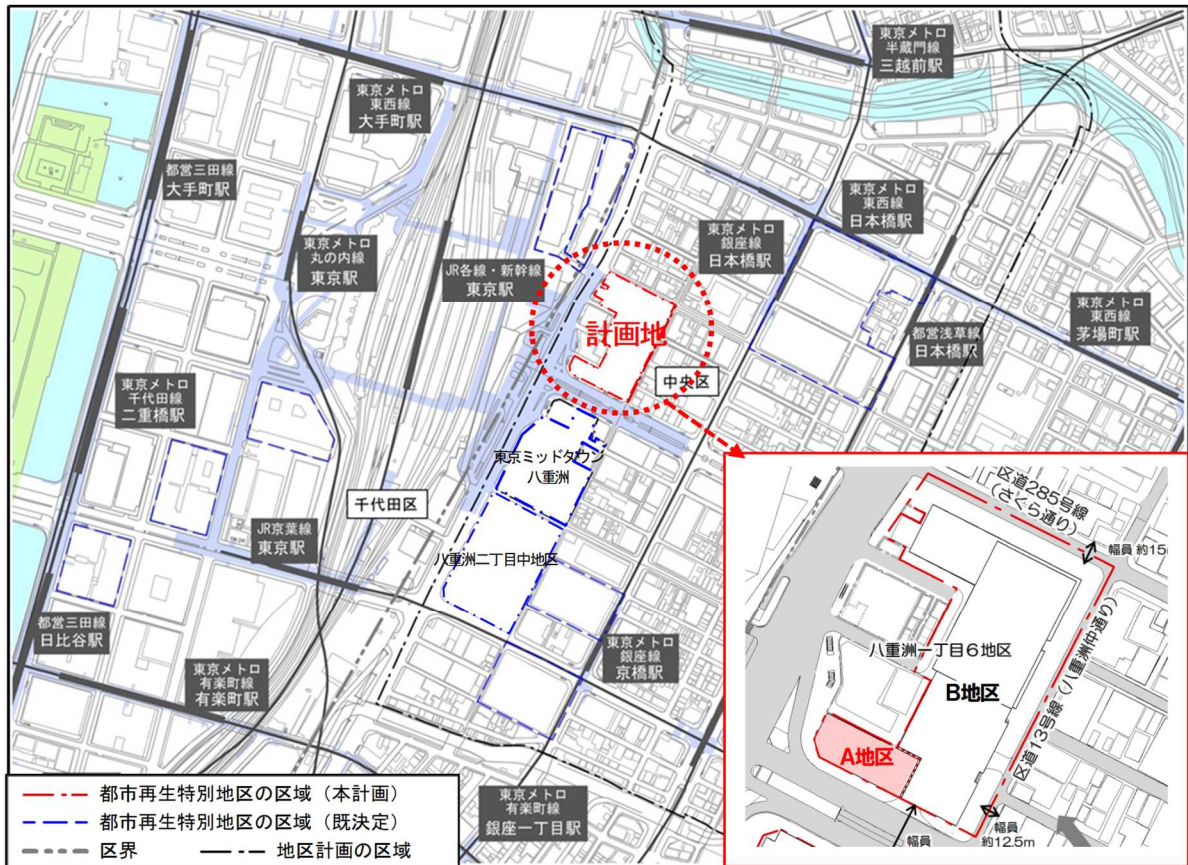 東京メトロ
半蔵門線
三越前駅
東京メトロ
東西線
大手町駅
都営三田線
大手町駅
東京メトロ
丸の内線
東京駅
JR各線・新幹線
東京駅
東京メトロ
銀座線
日本橋駅
東京メトロ
東西線
日本橋駅
東京メトロ
東西線
茅場町駅
都営浅草線
日本橋駅
計画地
中央区
東京メトロ
千代田線
二重橋駅
東京ミッドタウン
八重洲
千代田区
JR京葉線
東京駅
八重洲二丁目中地区
都営三田線
日比谷駅
東京メトロ
有楽町線
有楽町駅
東京メトロ
銀座線
京橋駅
東京メトロ
有楽町線
銀座一丁目駅
区道285号線
(さくら通り)
幅員 約15m
八重洲一丁目6地区
B地区
A地区
区道13号線(八重洲仲通り)
幅員
幅員
約12.5m
都市再生特別地区の区域(本計画)
都市再生特別地区の区域(既決定)
区界
地区計画の区域